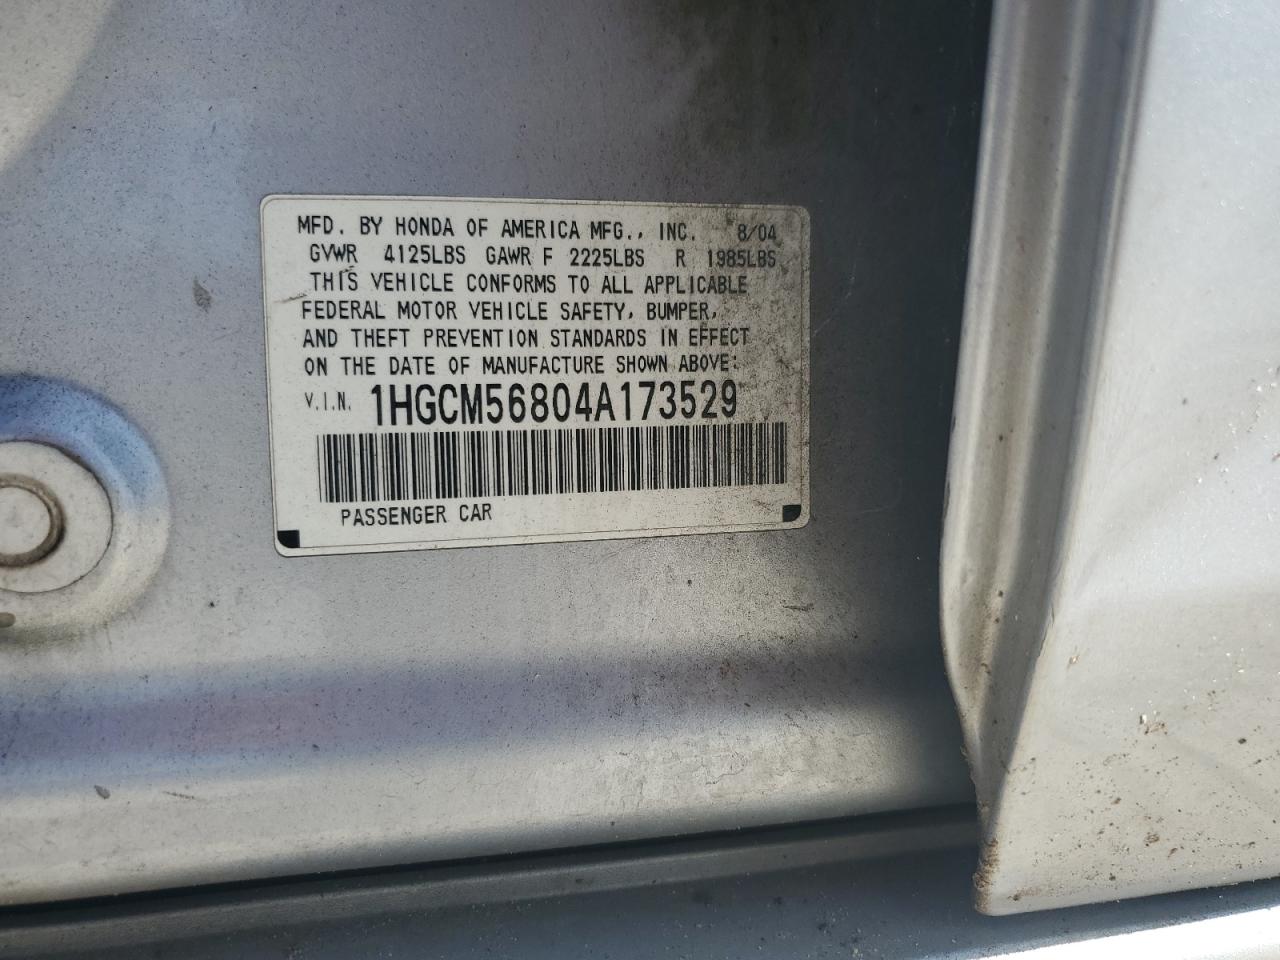 MFD. BY HONDA OF AMERICA MFG., INC. 8/04
GVWR 4125LBS GAWR F 2225LBS R 1985LBS
THIS VEHICLE CONFORMS TO ALL APPLICABLE
FEDERAL MOTOR VEHICLE SAFETY, BUMPER,
AND THEFT PREVENTION STANDARDS IN EFFECT
ON THE DATE OF MANUFACTURE SHOWN ABOVE:
V.I.N. 1HGCM56804A173529
PASSENGER CAR